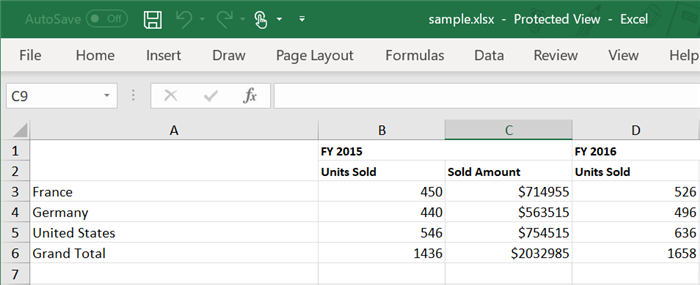 AutoSave Off sample.xlsx - Protected View - Excel
File Home Insert Draw Page Layout Formulas Data Review View Help
C9 fx
A B C D
1 FY 2015 FY 2016
2 Units Sold Sold Amount Units Sold
3 France 450 $714955 526
4 Germany 440 $563515 496
5 United States 546 $754515 636
6 Grand Total 1436 $2032985 1658
7